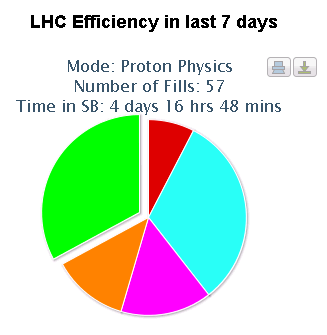 LHC Efficiency in last 7 days
Mode: Proton Physics
Number of Fills: 57
Time in SB: 4 days 16 hrs 48 mins